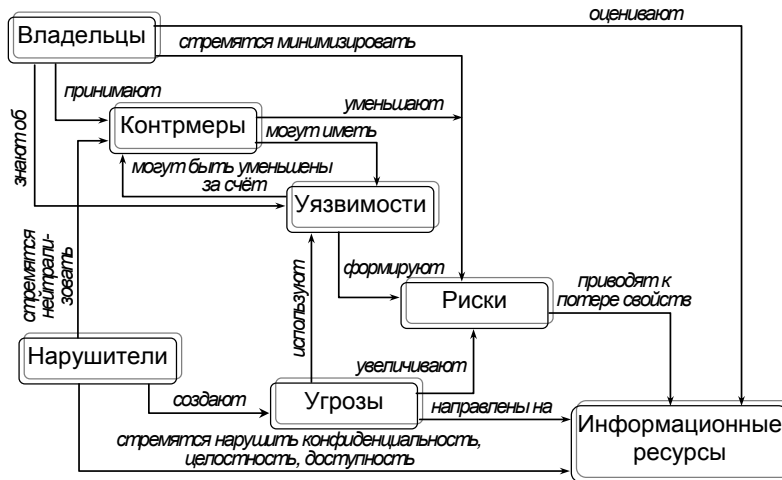 оценивают
Владельцы
стремятся минимизировать
принимают
уменьшают
Контрмеры
могут иметь
знают об
могут быть уменьшены
за счёт
Уязвимости
стремятся
нейтрали-
зовать
формируют
используют
приводят к
потере свойств
Риски
Нарушители
увеличивают
создают
Угрозы
направлены на
Информационные
ресурсы
стремятся нарушить конфиденциальность,
целостность, доступность